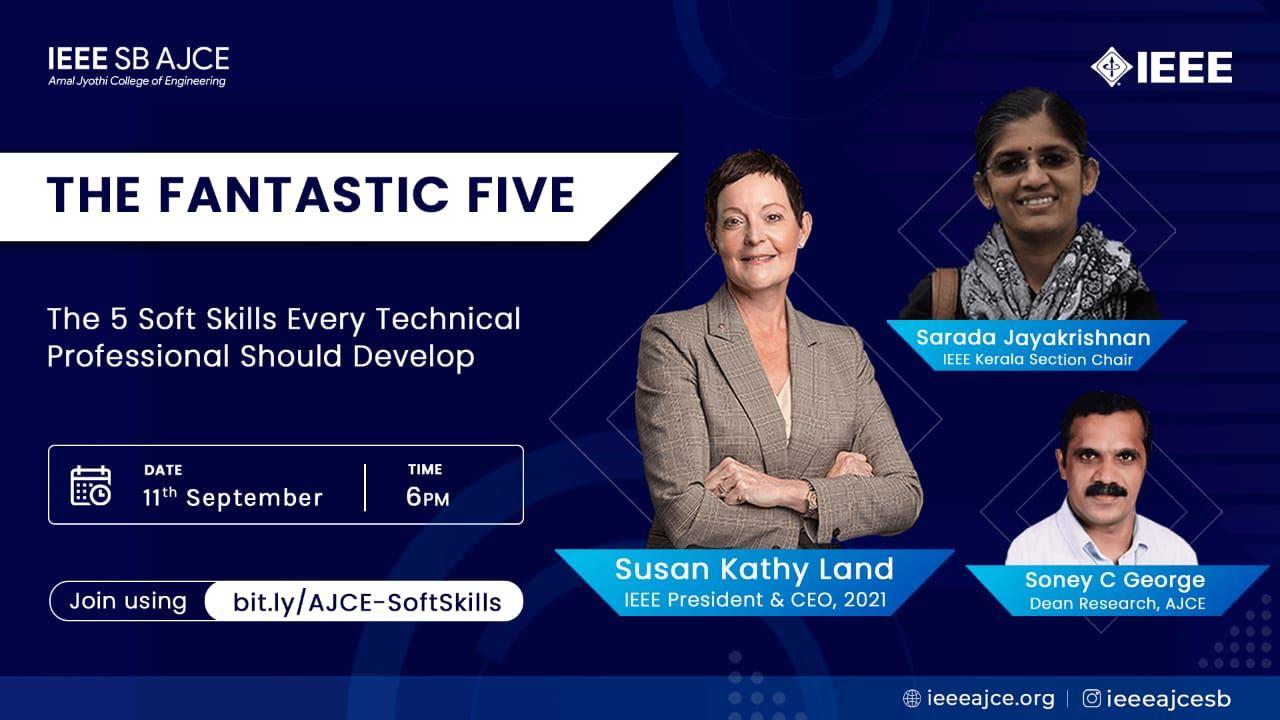 IEEE SB AJCE
Amal Jyothi College of Engineering
IEEE
THE FANTASTIC FIVE
The 5 Soft Skills Every Technical
Professional Should Develop
DATE
11th September
TIME
6PM
Join using
bit.ly/AJCE-SoftSkills
Susan Kathy Land
IEEE President & CEO, 2021
Sarada Jayakrishnan
IEEE Kerala Section Chair
Soney C George
Dean Research, AJCE
ieeeajce.org
ieeeajcesb